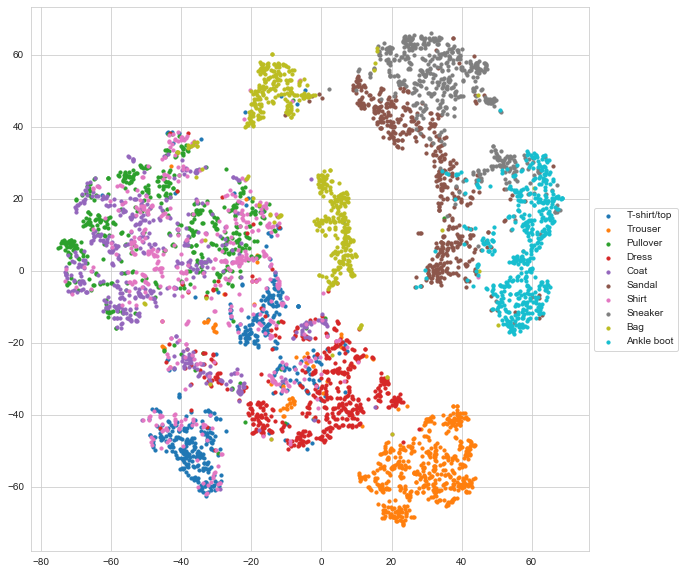 60
40
20
0
−20
−40
−60
−80
−60
−40
−20
0
20
40
60
T-shirt/top
Trouser
Pullover
Dress
Coat
Sandal
Shirt
Sneaker
Bag
Ankle boot